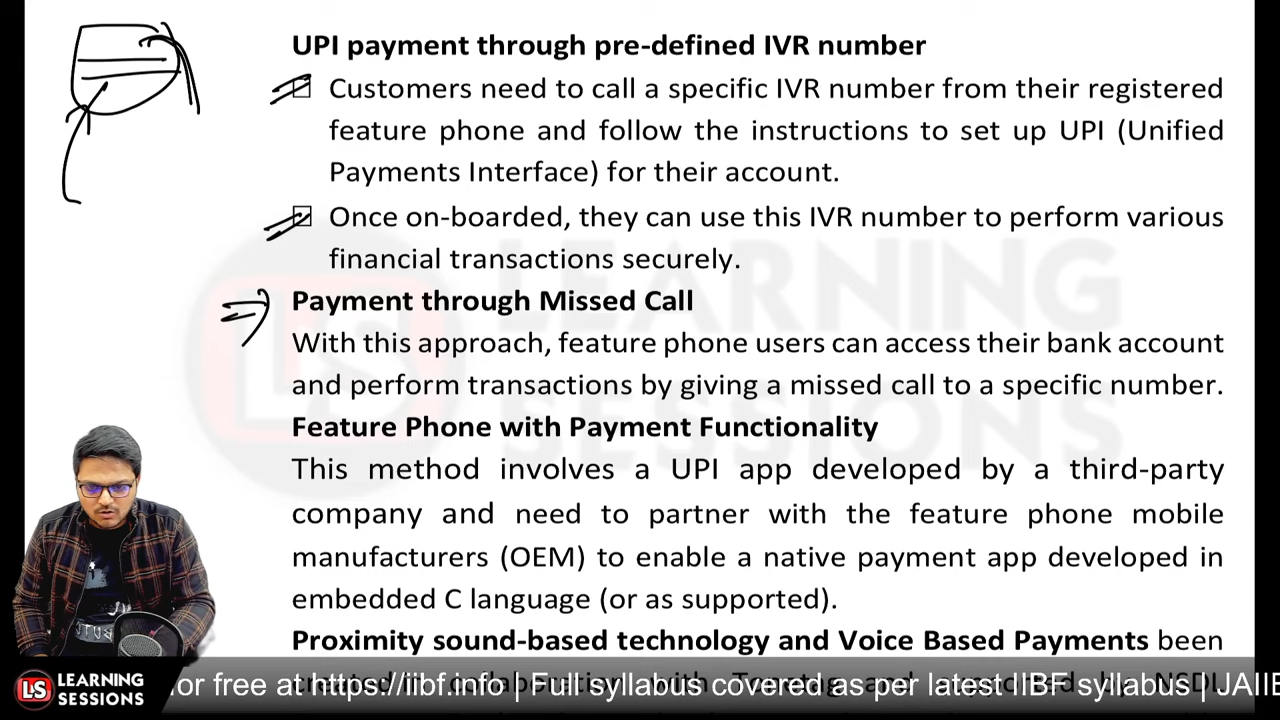 UPI payment through pre-defined IVR number
Customers need to call a specific IVR number from their registered
feature phone and follow the instructions to set up UPI (Unified
Payments Interface) for their account.
Once on-boarded, they can use this IVR number to perform various
financial transactions securely.
Payment through Missed Call
With this approach, feature phone users can access their bank account
and perform transactions by giving a missed call to a specific number.
Feature Phone with Payment Functionality
This method involves a UPI app developed by a third-party
company and need to partner with the feature phone mobile
manufacturers (OEM) to enable a native payment app developed in
embedded C language (or as supported).
Proximity sound-based technology and Voice Based Payments been
LS LEARNING SESSIONS
LS LEARNING
SESSIONS
for free at https://iibf.info | Full syllabus covered as per latest IIBF syllabus | JAIIB